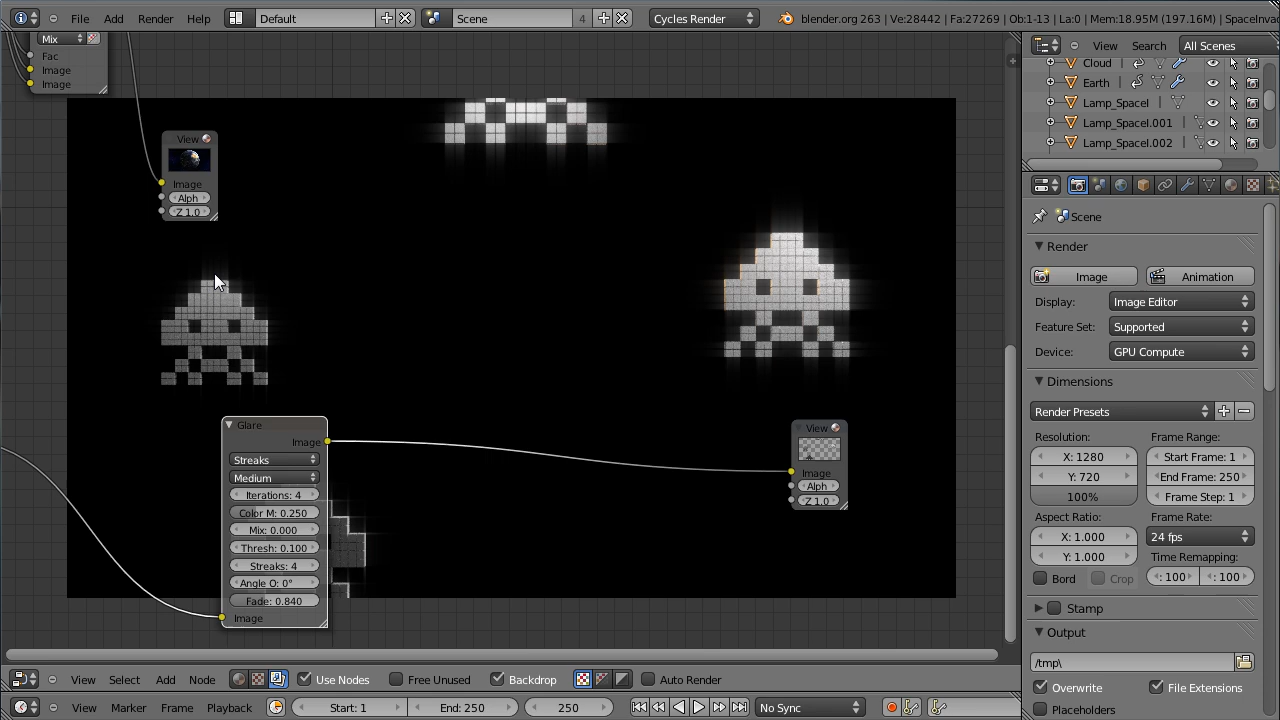 File Add Render Help Default Scene 4 Cycles Render blender.org 263 | Ve:28442 | Fa:27269 | Ob:1-13 | La:0 | Mem:18.95M (197.16M) | SpaceInva
View Search All Scenes
Cloud
Earth
Lamp_SpaceI
Lamp_SpaceI.001
Lamp_SpaceI.002
Scene
Render
Image Animation
Display: Image Editor
Feature Set: Supported
Device: GPU Compute
Dimensions
Render Presets
Resolution: Frame Range:
X: 1280 Start Frame: 1
Y: 720 End Frame: 250
100% Frame Step: 1
Aspect Ratio: Frame Rate:
X: 1.000 24 fps
Y: 1.000 Time Remapping:
Bord Crop : 100 : 100
Stamp
Output
/tmp\
Overwrite File Extensions
Placeholders
Mix
Fac
Image
Image
View
Image
Alph
Z 1.0
Glare
Image
Streaks
Medium
Iterations: 4
Color M: 0.250
Mix: 0.000
Thresh: 0.100
Streaks: 4
Angle O: 0°
Fade: 0.840
Image
View
Image
Alph
Z 1.0
View Select Add Node Use Nodes Free Unused Backdrop Auto Render
View Marker Frame Playback Start: 1 End: 250 250 No Sync